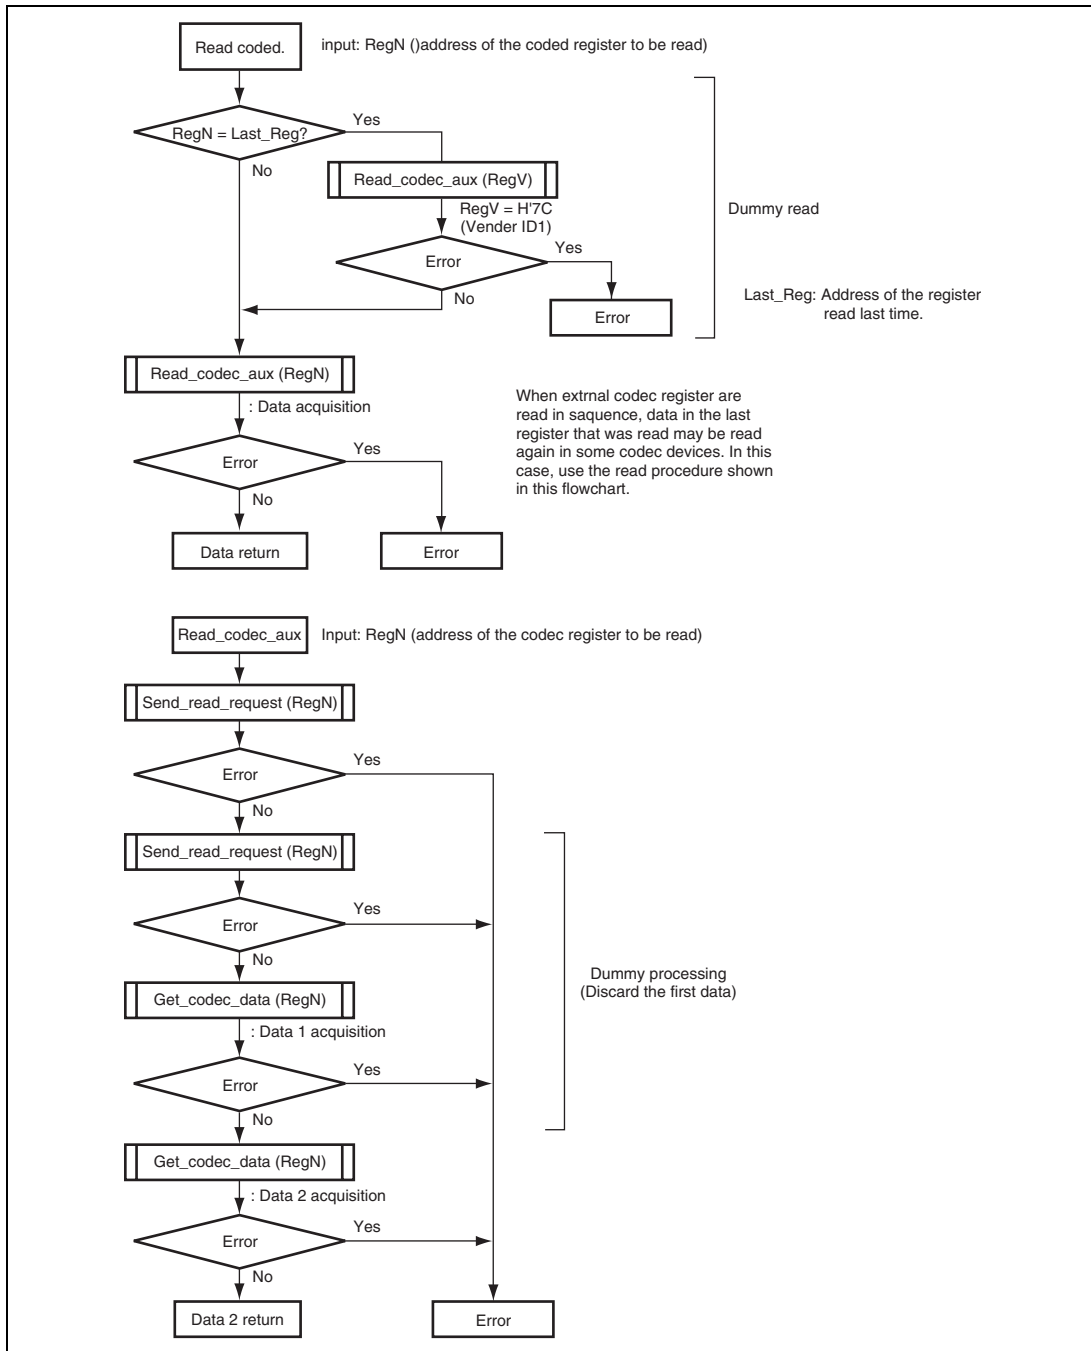 Read coded.
input: RegN ()address of the coded register to be read)
RegN = Last_Reg?
Yes
No
Read_codec_aux (RegV)
RegV = H'7C
(Vender ID1)
Error
Yes
No
Error
Dummy read
Last_Reg: Address of the register
read last time.
Read_codec_aux (RegN)
: Data acquisition
Error
Yes
No
Data return
Error
When extrnal codec register are
read in saquence, data in the last
register that was read may be read
again in some codec devices. In this
case, use the read procedure shown
in this flowchart.
Read_codec_aux
Input: RegN (address of the codec register to be read)
Send_read_request (RegN)
Error
Yes
No
Send_read_request (RegN)
Error
Yes
No
Get_codec_data (RegN)
: Data 1 acquisition
Error
Yes
No
Dummy processing
(Discard the first data)
Get_codec_data (RegN)
: Data 2 acquisition
Error
Yes
No
Data 2 return
Error